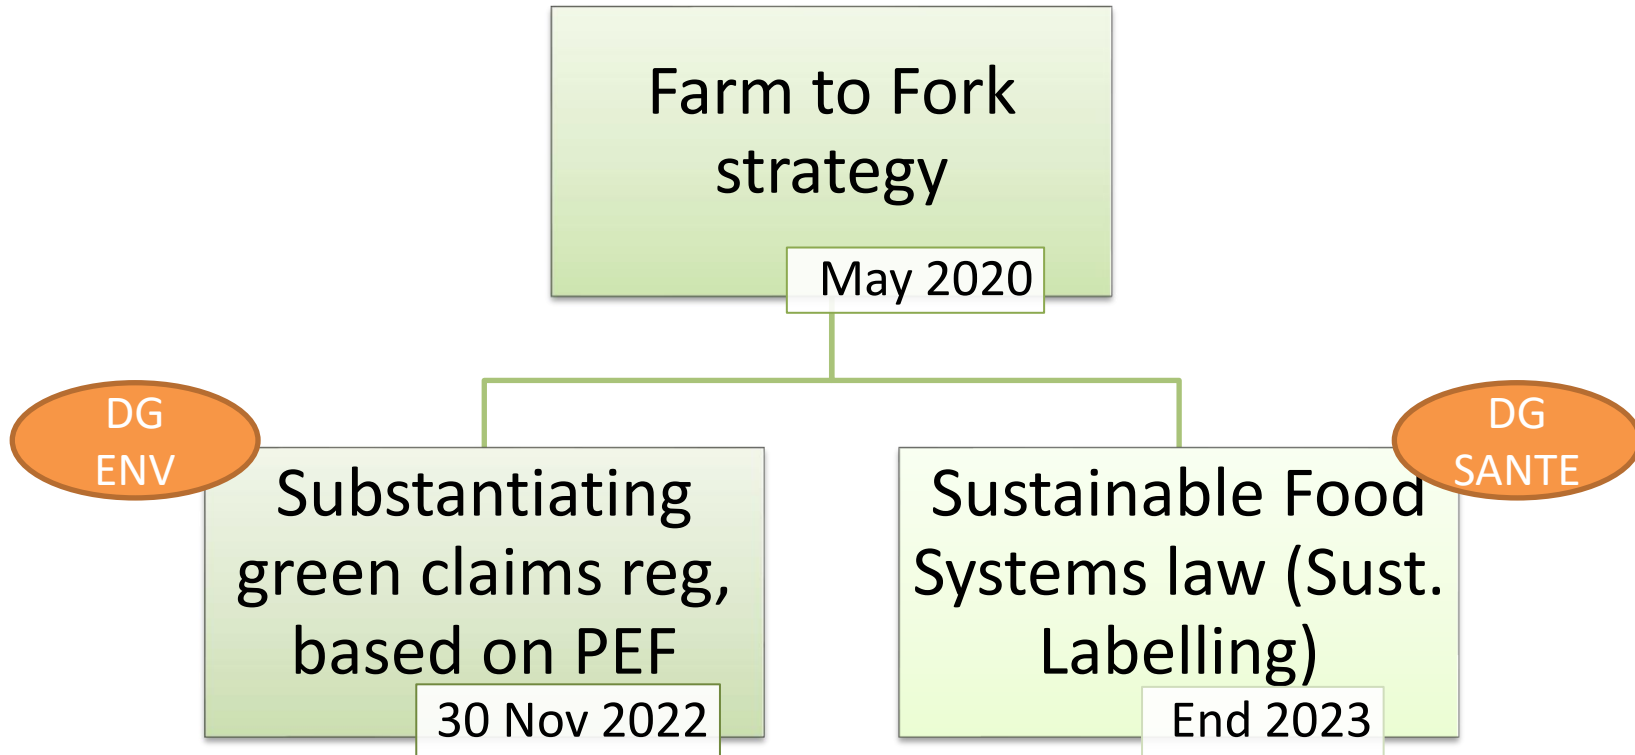 Farm to Fork
strategy
May 2020
DG
ENV
Substantiating
green claims reg,
based on PEF
30 Nov 2022
DG
SANTE
Sustainable Food
Systems law (Sust.
Labelling)
End 2023